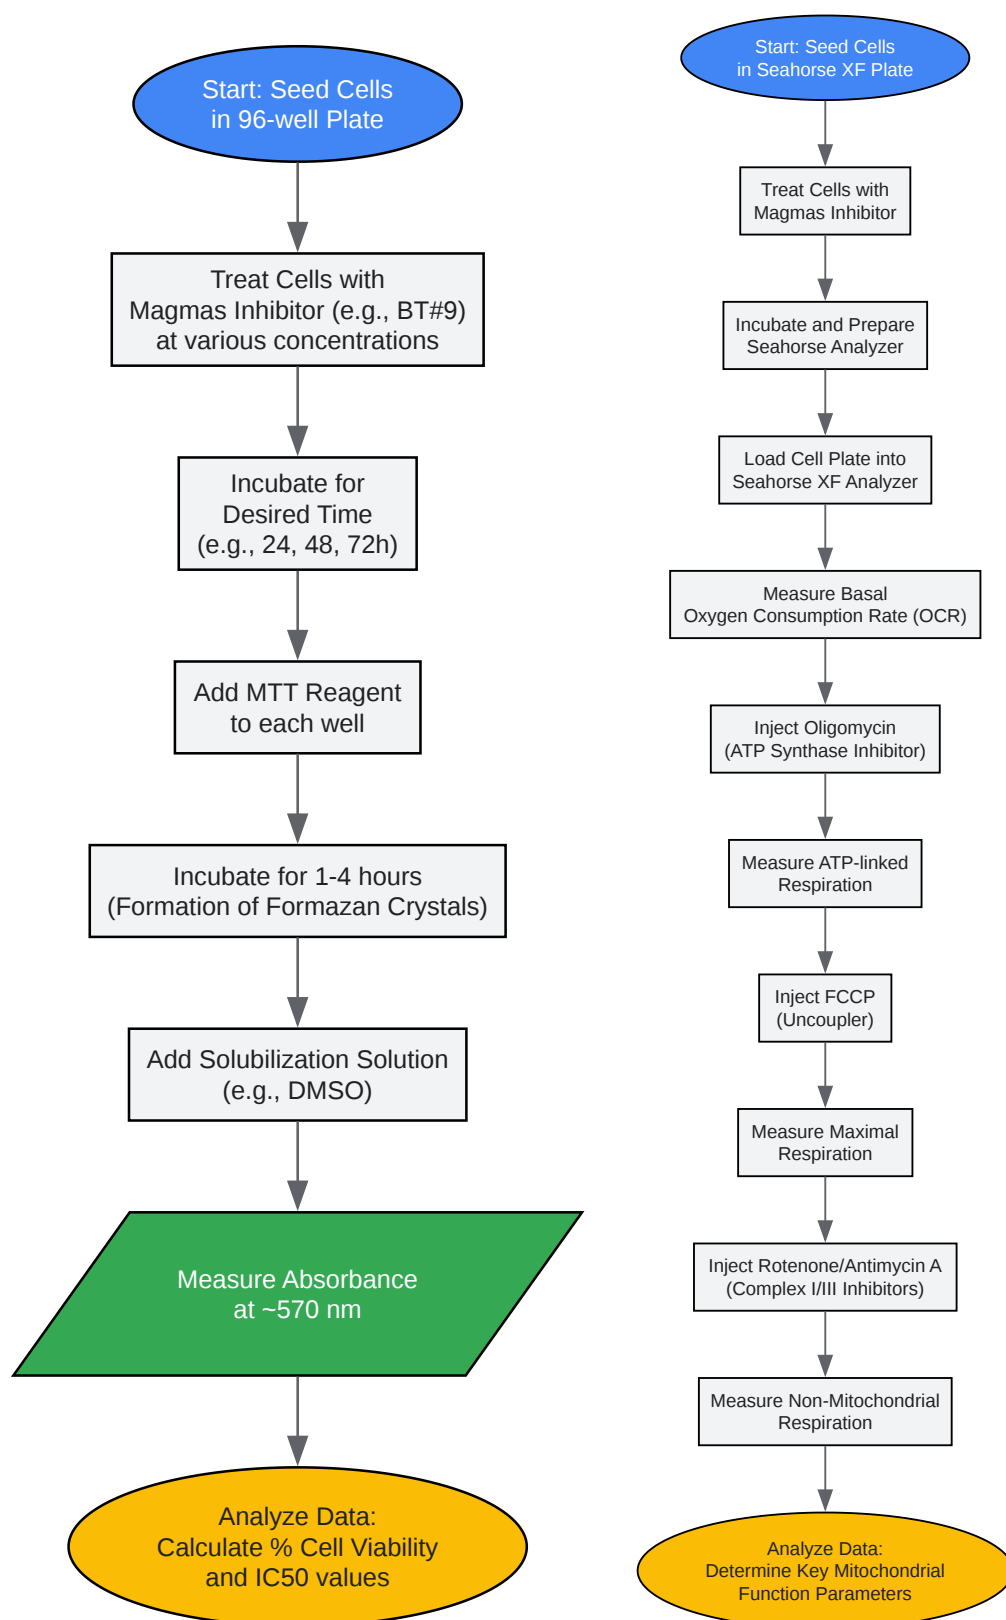 Start: Seed Cells
in 96-well Plate
Treat Cells with
Magmas Inhibitor (e.g., BT#9)
at various concentrations
Incubate for
Desired Time
(e.g., 24, 48, 72h)
Add MTT Reagent
to each well
Incubate for 1-4 hours
(Formation of Formazan Crystals)
Add Solubilization Solution
(e.g., DMSO)
Measure Absorbance
at ~570 nm
Analyze Data:
Calculate % Cell Viability
and IC50 values
Start: Seed Cells
in Seahorse XF Plate
Treat Cells with
Magmas Inhibitor
Incubate and Prepare
Seahorse Analyzer
Load Cell Plate into
Seahorse XF Analyzer
Measure Basal
Oxygen Consumption Rate (OCR)
Inject Oligomycin
(ATP Synthase Inhibitor)
Measure ATP-linked
Respiration
Inject FCCP
(Uncoupler)
Measure Maximal
Respiration
Inject Rotenone/Antimycin A
(Complex I/III Inhibitors)
Measure Non-Mitochondrial
Respiration
Analyze Data:
Determine Key Mitochondrial
Function Parameters